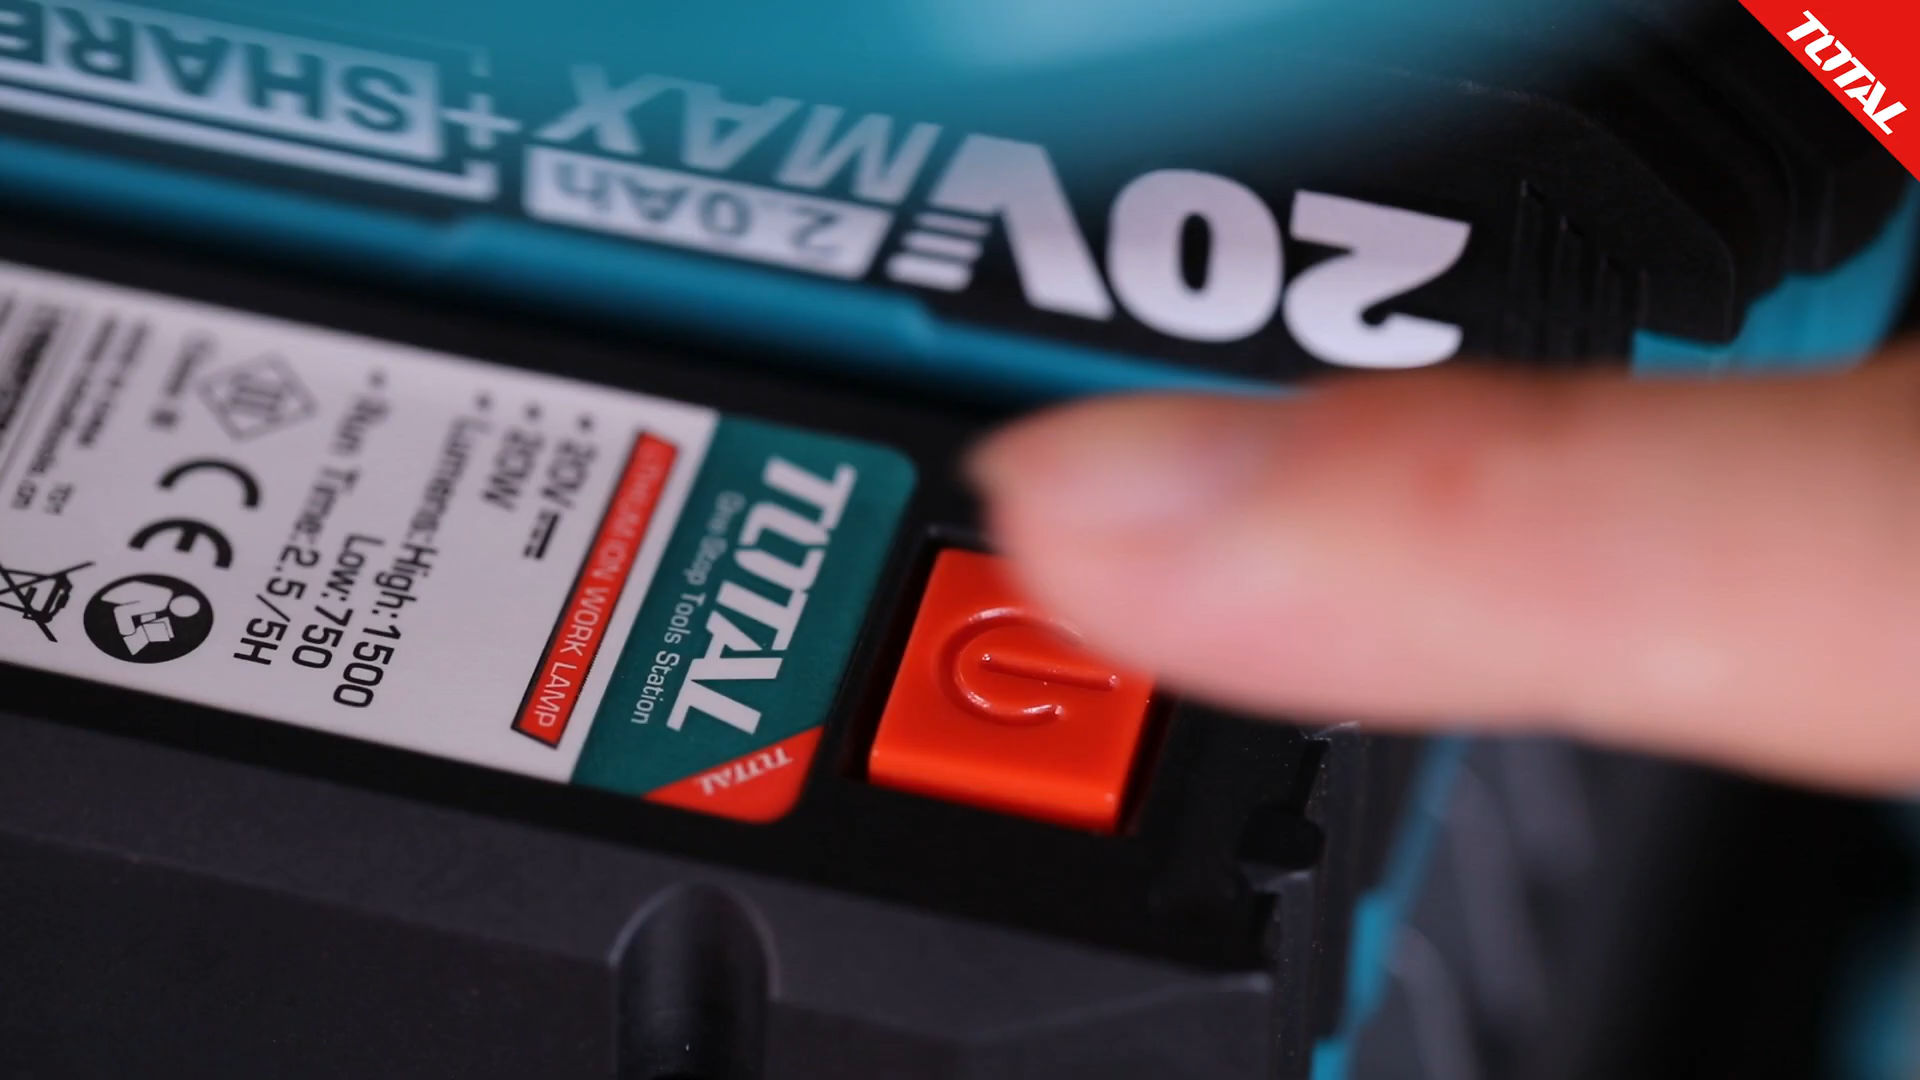 TOTAL
20V MAX
2.0Ah
+SHARE
TOTAL
One-Stop Tools Station
TOTAL
LITHIUM ION WORK LAMP
• 20V
• 20W
• Lumens:High:1500
Low:750
• Run Time:2.5/5H
CE